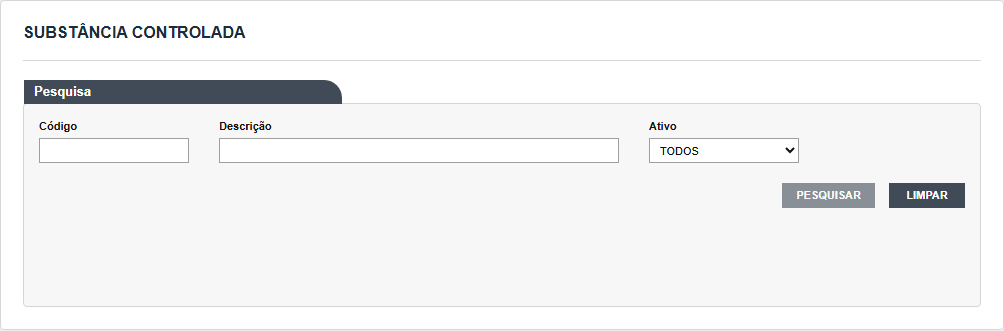 SUBSTÂNCIA CONTROLADA
Pesquisa
Código Descrição Ativo
TODOS
PESQUISAR LIMPAR